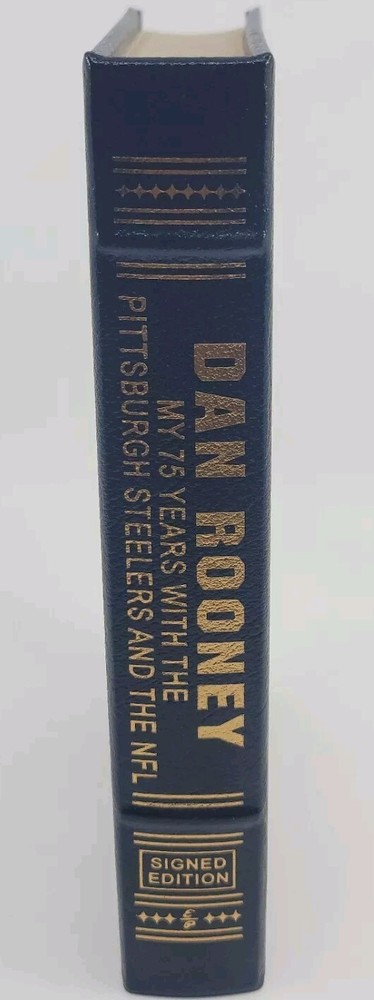 DAN ROONEY
MY 75 YEARS WITH THE
PITTSBURGH STEELERS AND THE NFL
SIGNED
EDITION